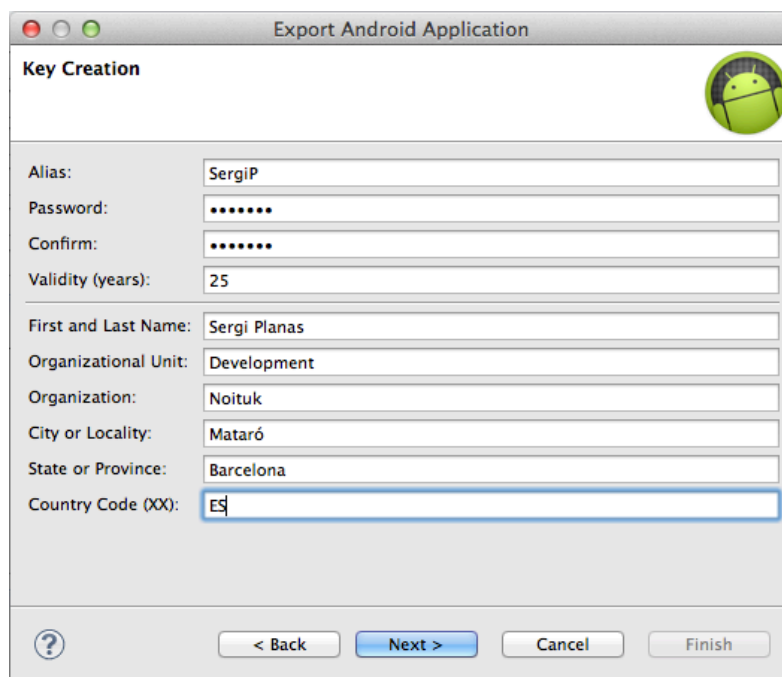 Export Android Application
Key Creation
Alias: SergiP
Password: •••••••
Confirm: •••••••
Validity (years): 25
First and Last Name: Sergi Planas
Organizational Unit: Development
Organization: Noituk
City or Locality: Mataró
State or Province: Barcelona
Country Code (XX): ES
? < Back Next > Cancel Finish